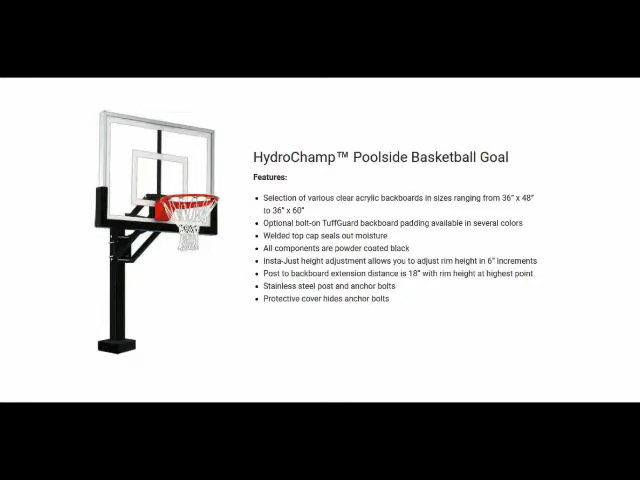 HydroChamp™ Poolside Basketball Goal
Features:
• Selection of various clear acrylic backboards in sizes ranging from 36" x 48"
to 36" x 60"
• Optional bolt-on TuffGuard backboard padding available in several colors
• Welded top cap seals out moisture
• All components are powder coated black
• Insta-Just height adjustment allows you to adjust rim height in 6" increments
• Post to backboard extension distance is 18" with rim height at highest point
• Stainless steel post and anchor bolts
• Protective cover hides anchor bolts